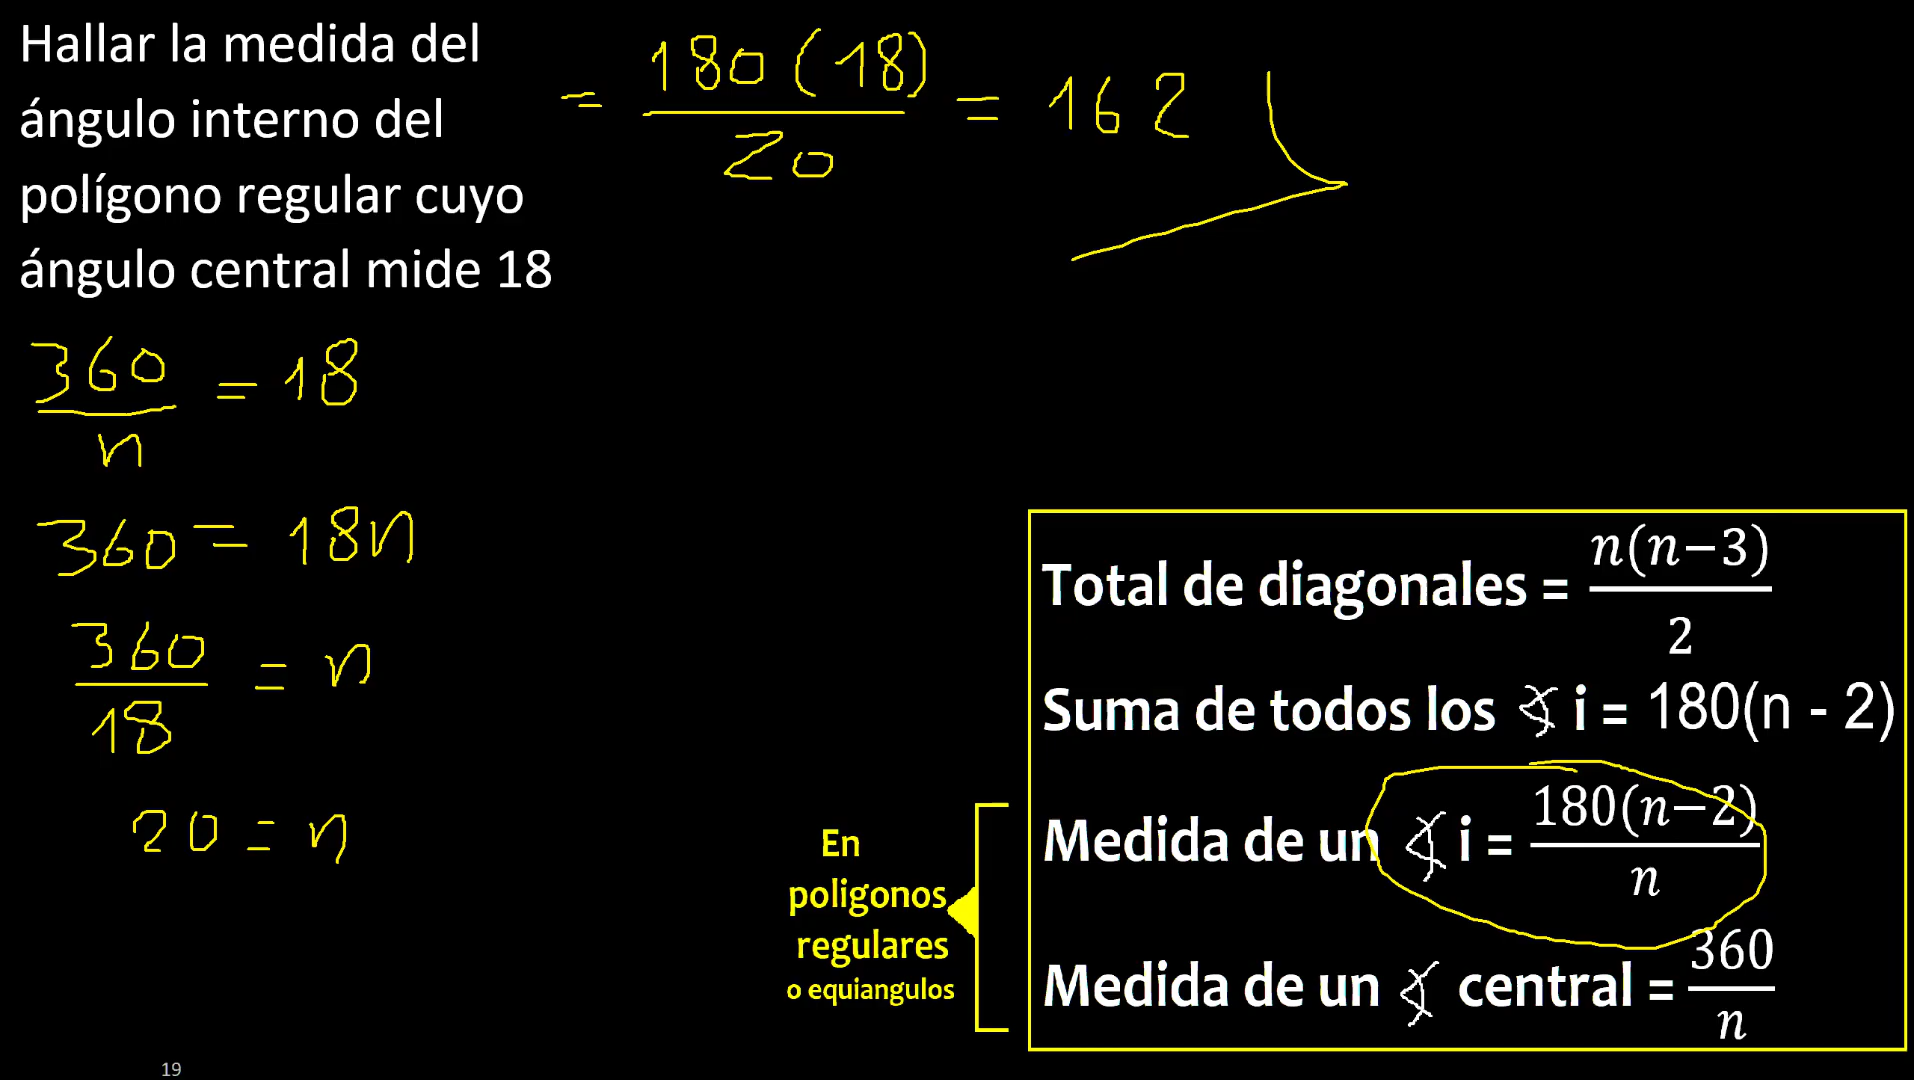 Hallar la medida del
ángulo interno del
polígono regular cuyo
ángulo central mide 18
= 180(18)/20 = 162
360/n = 18
360 = 18n
360/18 = n
20 = n
Total de diagonales = n(n−3)/2
Suma de todos los ∢ i = 180(n - 2)
Medida de un ∢ i = 180(n−2)/n
Medida de un ∢ central = 360/n
En
poligonos
regulares
o equiangulos
19